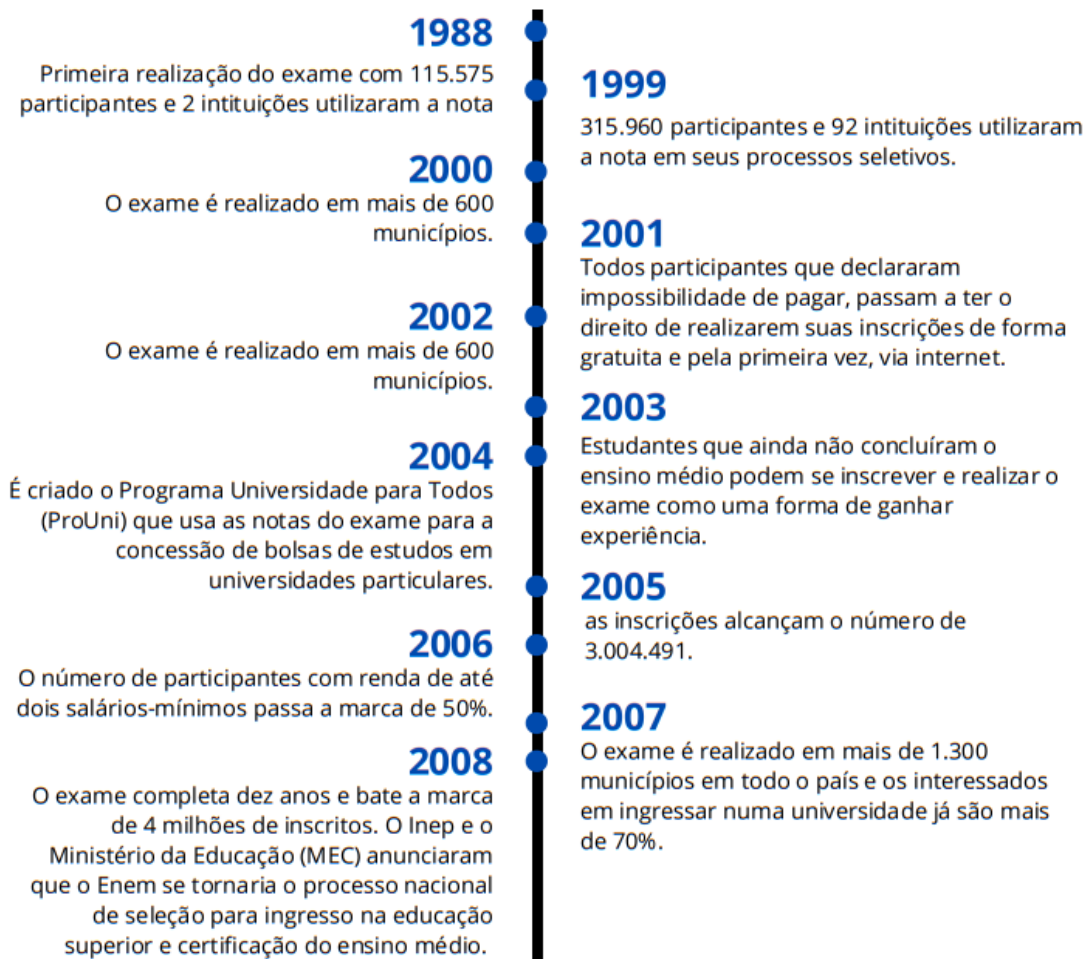 1988
Primeira realização do exame com 115.575
participantes e 2 intituições utilizaram a nota
1999
315.960 participantes e 92 intituições utilizaram
a nota em seus processos seletivos.
2000
O exame é realizado em mais de 600
municípios.
2001
Todos participantes que declararam
impossibilidade de pagar, passam a ter o
direito de realizarem suas inscrições de forma
gratuita e pela primeira vez, via internet.
2002
O exame é realizado em mais de 600
municípios.
2003
Estudantes que ainda não concluíram o
ensino médio podem se inscrever e realizar o
exame como uma forma de ganhar
experiência.
2004
É criado o Programa Universidade para Todos
(ProUni) que usa as notas do exame para a
concessão de bolsas de estudos em
universidades particulares.
2005
as inscrições alcançam o número de
3.004.491.
2006
O número de participantes com renda de até
dois salários-mínimos passa a marca de 50%.
2007
O exame é realizado em mais de 1.300
municípios em todo o país e os interessados
em ingressar numa universidade já são mais
de 70%.
2008
O exame completa dez anos e bate a marca
de 4 milhões de inscritos. O Inep e o
Ministério da Educação (MEC) anunciaram
que o Enem se tornaria o processo nacional
de seleção para ingresso na educação
superior e certificação do ensino médio.